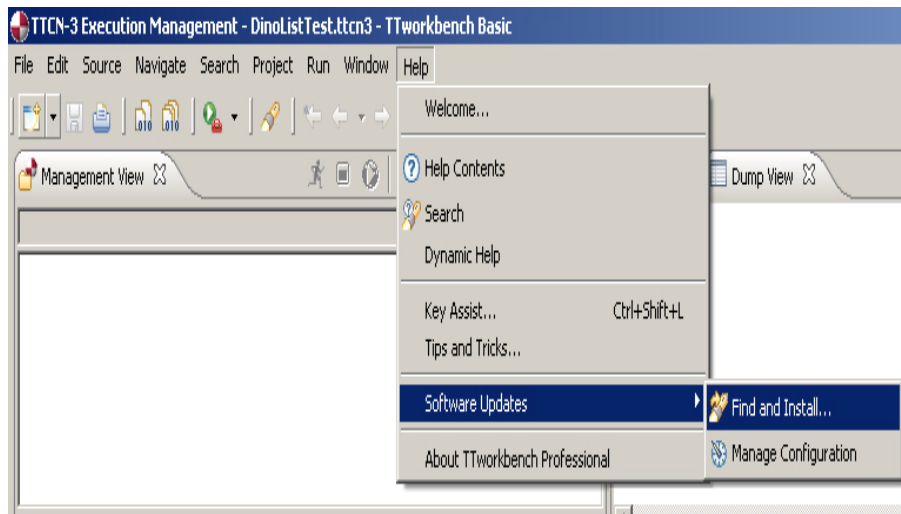 TTCN-3 Execution Management - DinoListTest.ttcn3 - TTworkbench Basic
File Edit Source Navigate Search Project Run Window Help
Management View
Dump View
Welcome...
Help Contents
Search
Dynamic Help
Key Assist... Ctrl+Shift+L
Tips and Tricks...
Software Updates
Find and Install...
Manage Configuration
About TTworkbench Professional